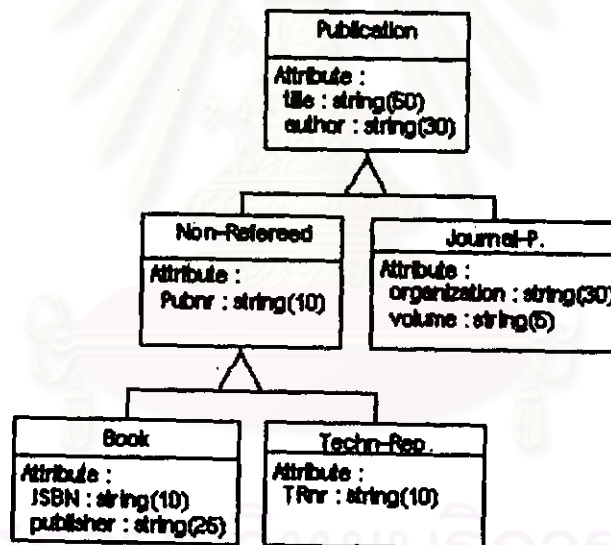 Publication
Attribute :
title : string(50)
author : string(30)
Non-Refereed
Attribute :
Pubnr : string(10)
Journal-P.
Attribute :
organization : string(30)
volume : string(5)
Book
Attribute :
ISBN : string(10)
publisher : string(25)
Techn-Rep.
Attribute :
TRnr : string(10)